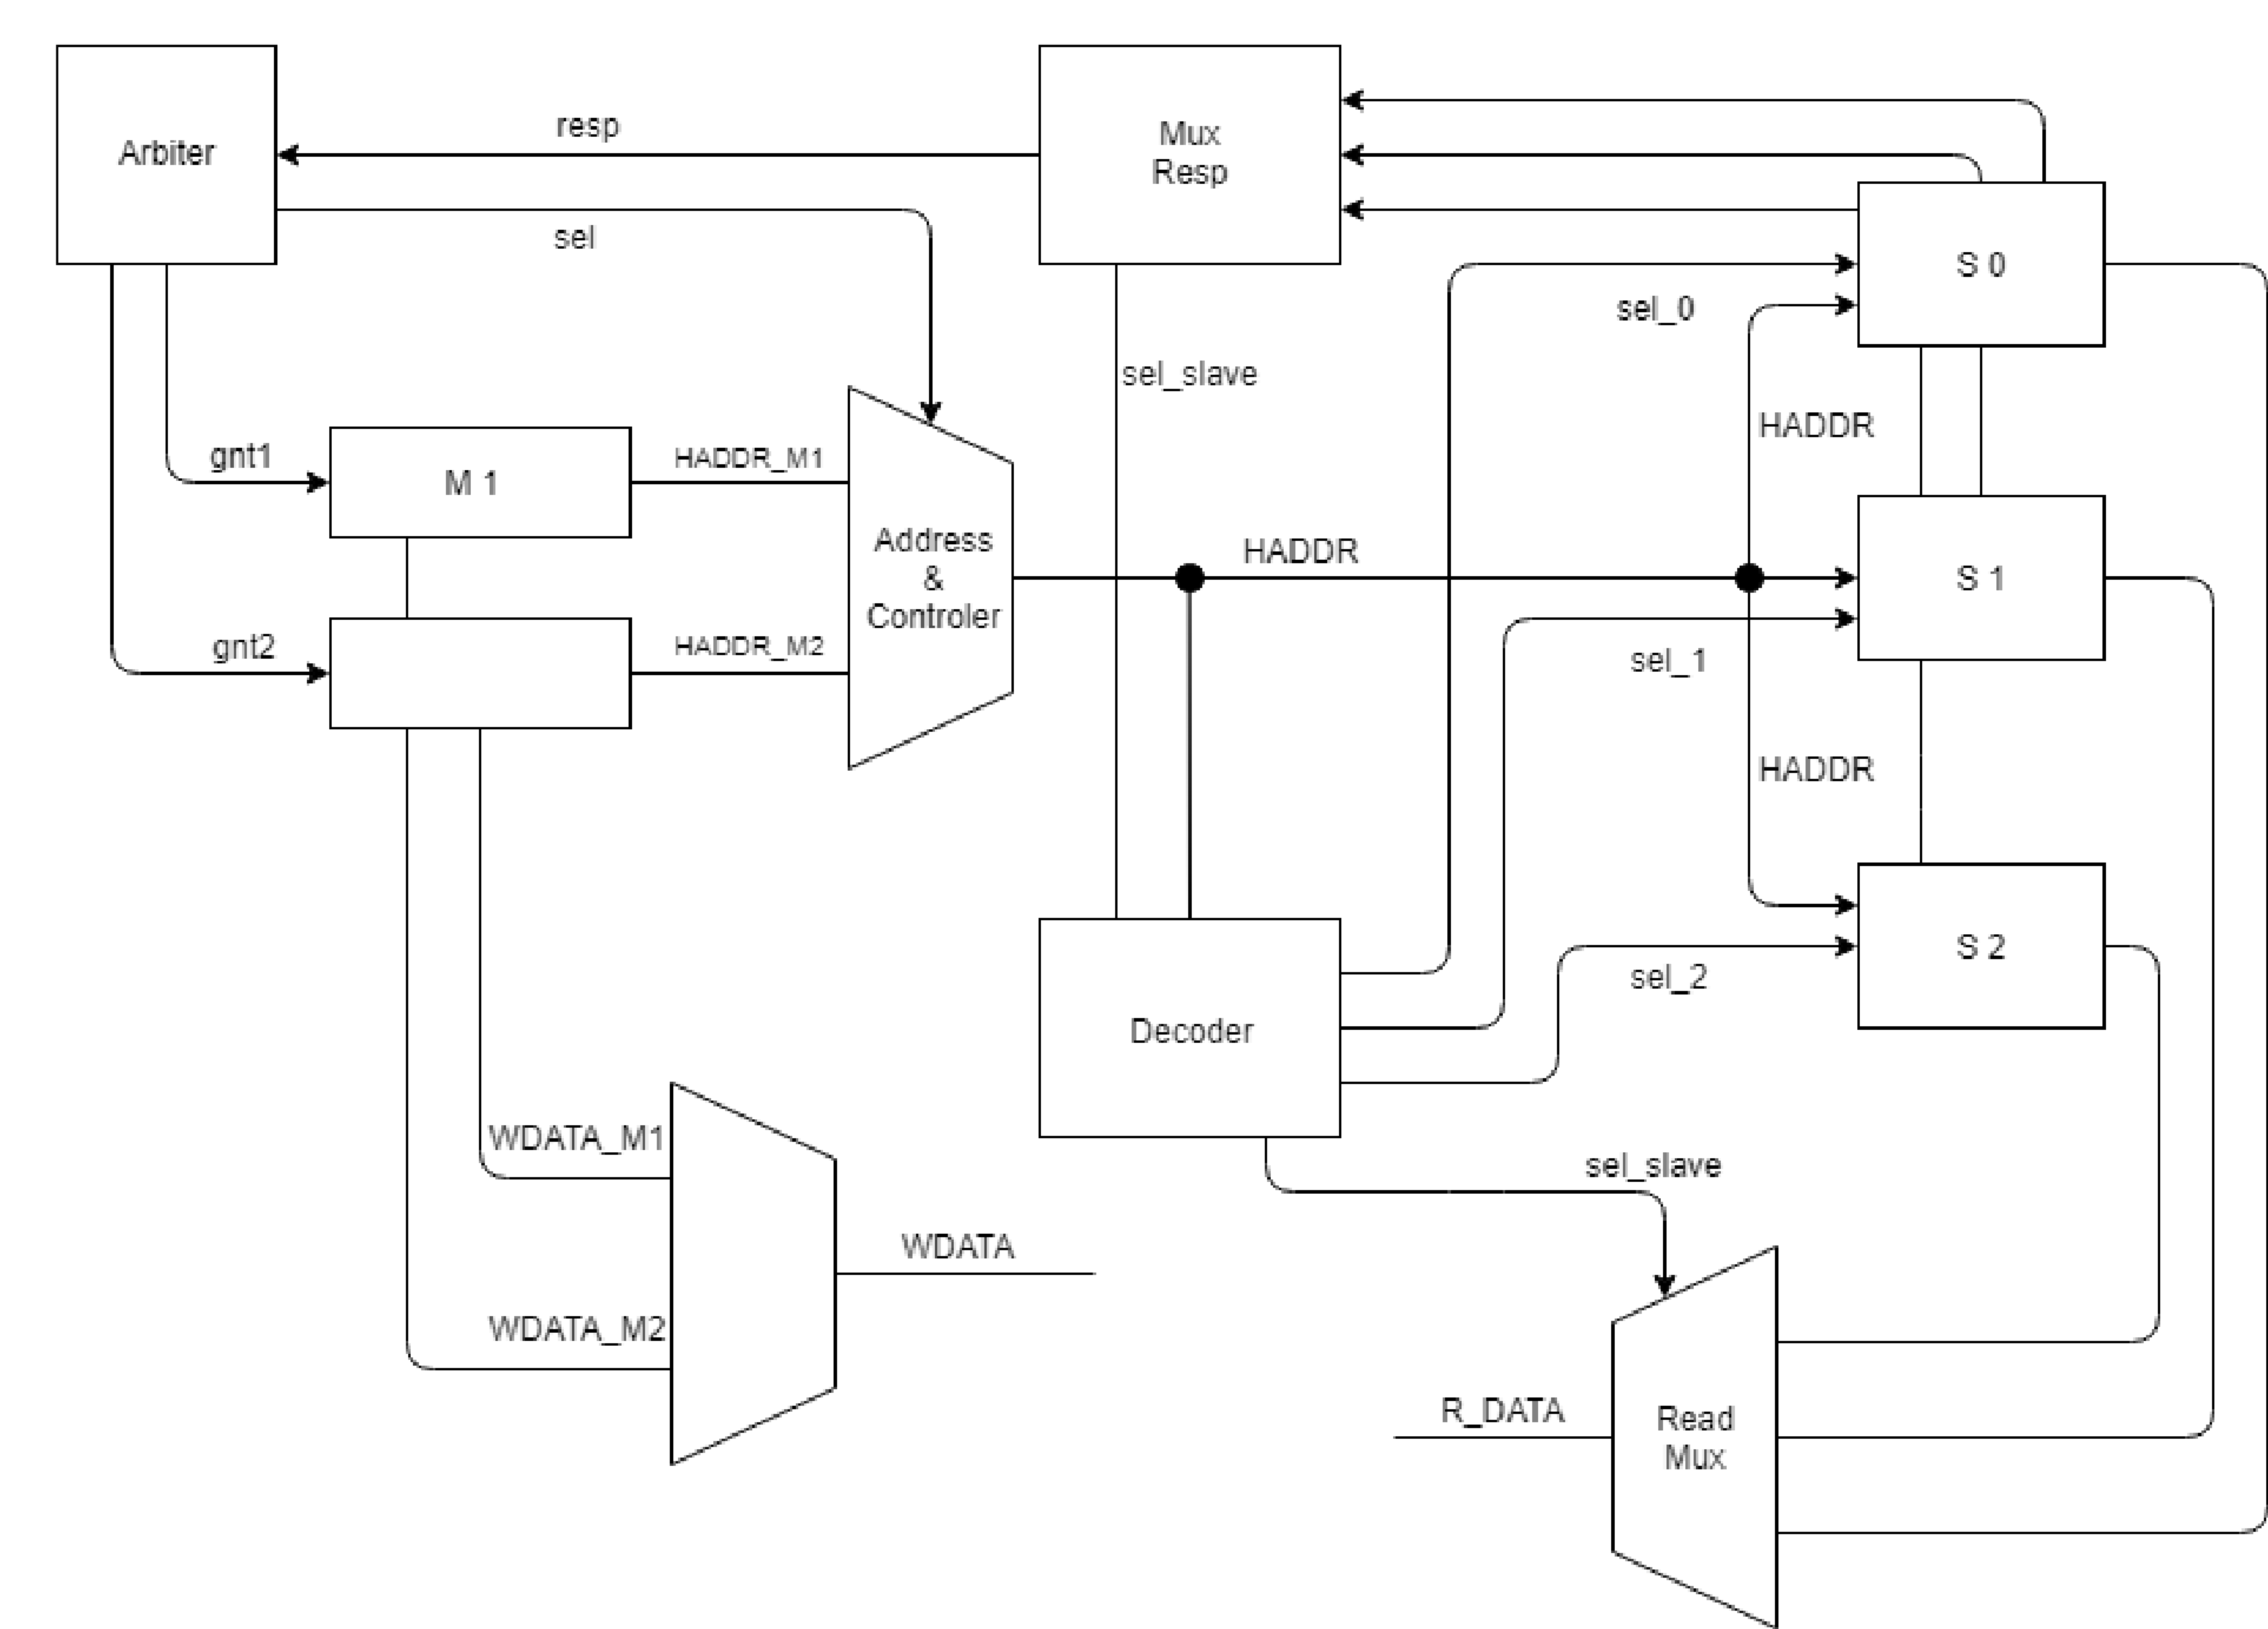 Arbiter
resp
Mux
Resp
sel
S 0
sel_0
sel_slave
HADDR
gnt1
M 1
HADDR_M1
Address
&
Controler
HADDR
S 1
gnt2
HADDR_M2
sel_1
HADDR
S 2
sel_2
Decoder
WDATA_M1
sel_slave
WDATA
WDATA_M2
R_DATA
Read
Mux